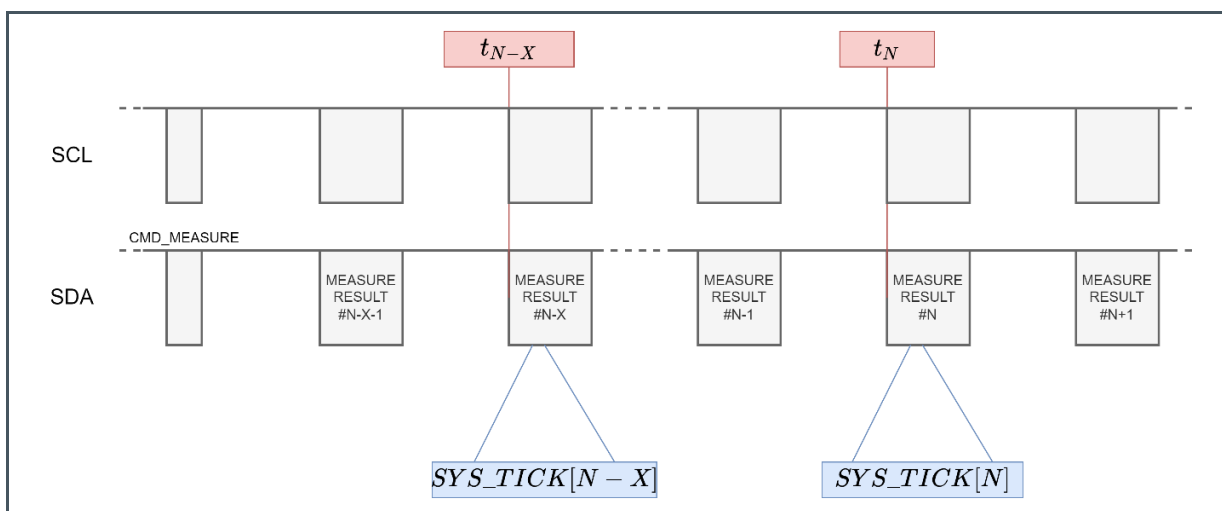 t_{N-X}
t_N
SCL
CMD_MEASURE
SDA
MEASURE
RESULT
#N-X-1
MEASURE
RESULT
#N-X
MEASURE
RESULT
#N-1
MEASURE
RESULT
#N
MEASURE
RESULT
#N+1
SYS_TICK[N - X]
SYS_TICK[N]